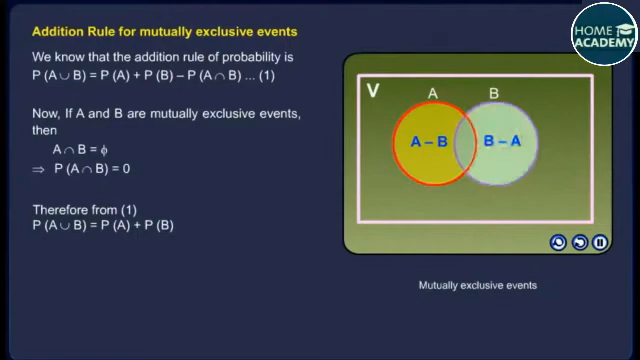 HOME
ACADEMY
Addition Rule for mutually exclusive events
We know that the addition rule of probability is
P (A ∪ B) = P (A) + P (B) – P (A ∩ B) ... (1)
Now, If A and B are mutually exclusive events,
then
A ∩ B = ϕ
⇒ P (A ∩ B) = 0
Therefore from (1)
P (A ∪ B) = P (A) + P (B)
V
A B
A – B B – A
Mutually exclusive events